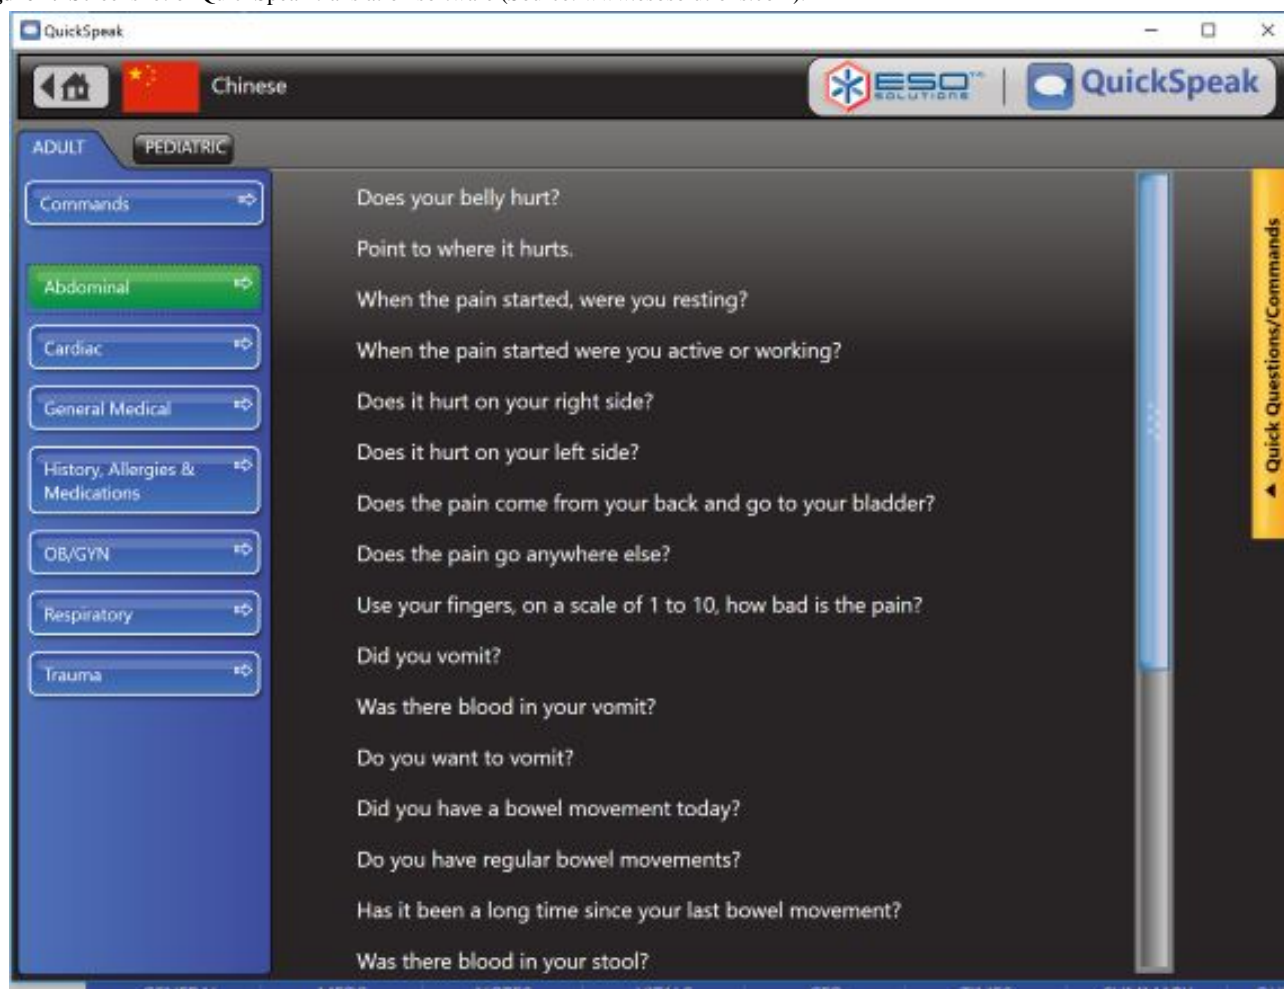 QuickSpeak
Chinese
ESO™ SOLUTIONS | QuickSpeak
ADULT
PEDIATRIC
Commands
Abdominal
Cardiac
General Medical
History, Allergies &
Medications
OB/GYN
Respiratory
Trauma
Does your belly hurt?
Point to where it hurts.
When the pain started, were you resting?
When the pain started were you active or working?
Does it hurt on your right side?
Does it hurt on your left side?
Does the pain come from your back and go to your bladder?
Does the pain go anywhere else?
Use your fingers, on a scale of 1 to 10, how bad is the pain?
Did you vomit?
Was there blood in your vomit?
Do you want to vomit?
Did you have a bowel movement today?
Do you have regular bowel movements?
Has it been a long time since your last bowel movement?
Was there blood in your stool?
Quick Questions/Commands